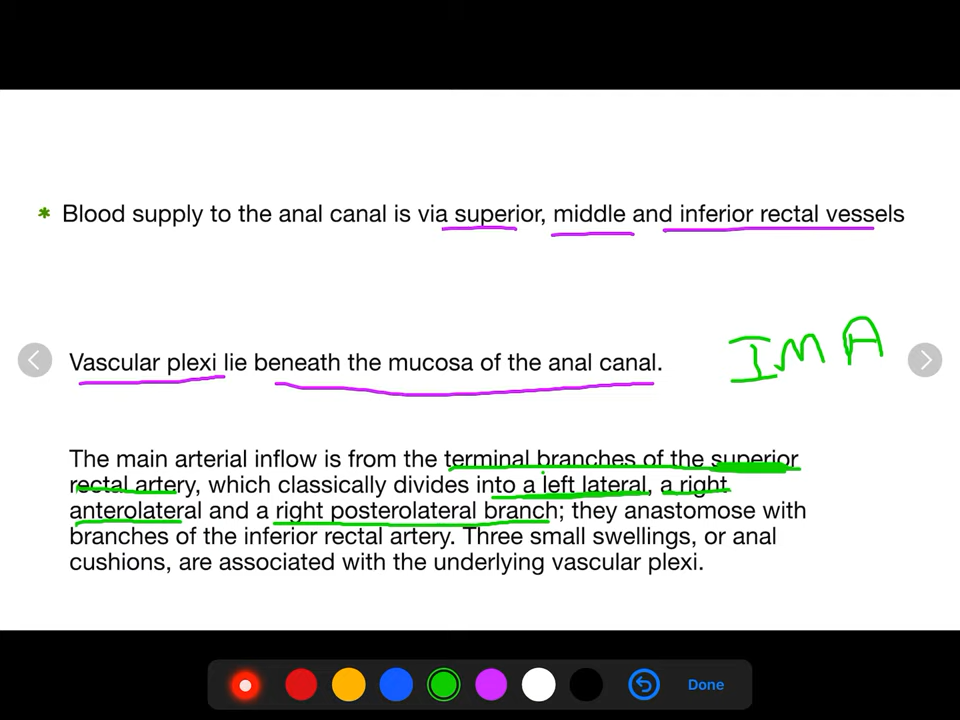 * Blood supply to the anal canal is via superior, middle and inferior rectal vessels
Vascular plexi lie beneath the mucosa of the anal canal.
IMA
The main arterial inflow is from the terminal branches of the superior
rectal artery, which classically divides into a left lateral, a right
anterolateral and a right posterolateral branch; they anastomose with
branches of the inferior rectal artery. Three small swellings, or anal
cushions, are associated with the underlying vascular plexi.
Done